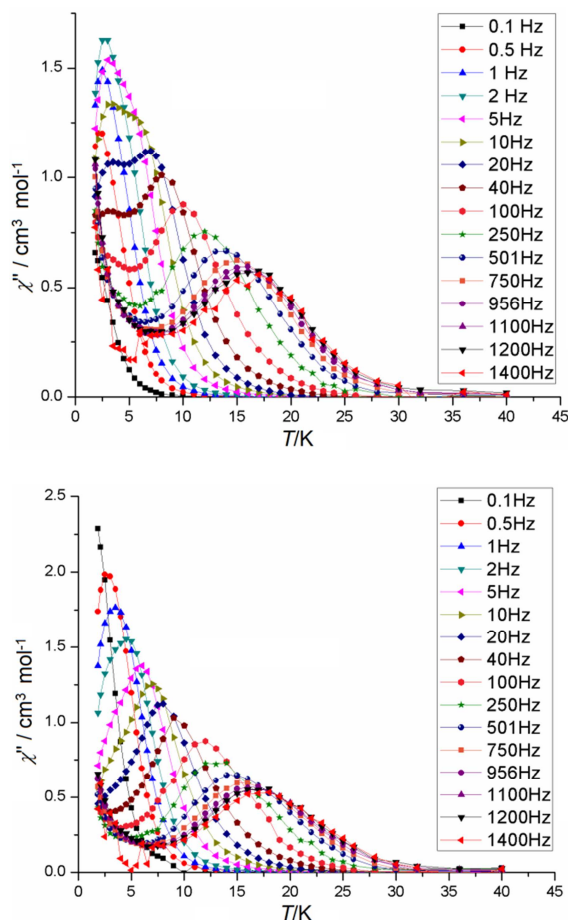 χ'' / cm³ mol⁻¹
1.5
1.0
0.5
0.0
0 5 10 15 20 25 30 35 40 45
T/K
0.1 Hz
0.5 Hz
1 Hz
2 Hz
5Hz
10Hz
20Hz
40Hz
100Hz
250Hz
501Hz
750Hz
956Hz
1100Hz
1200Hz
1400Hz
χ'' / cm³ mol⁻¹
2.5
2.0
1.5
1.0
0.5
0.0
0 5 10 15 20 25 30 35 40 45
T/K
0.1Hz
0.5Hz
1Hz
2Hz
5Hz
10Hz
20Hz
40Hz
100Hz
250Hz
501Hz
750Hz
956Hz
1100Hz
1200Hz
1400Hz